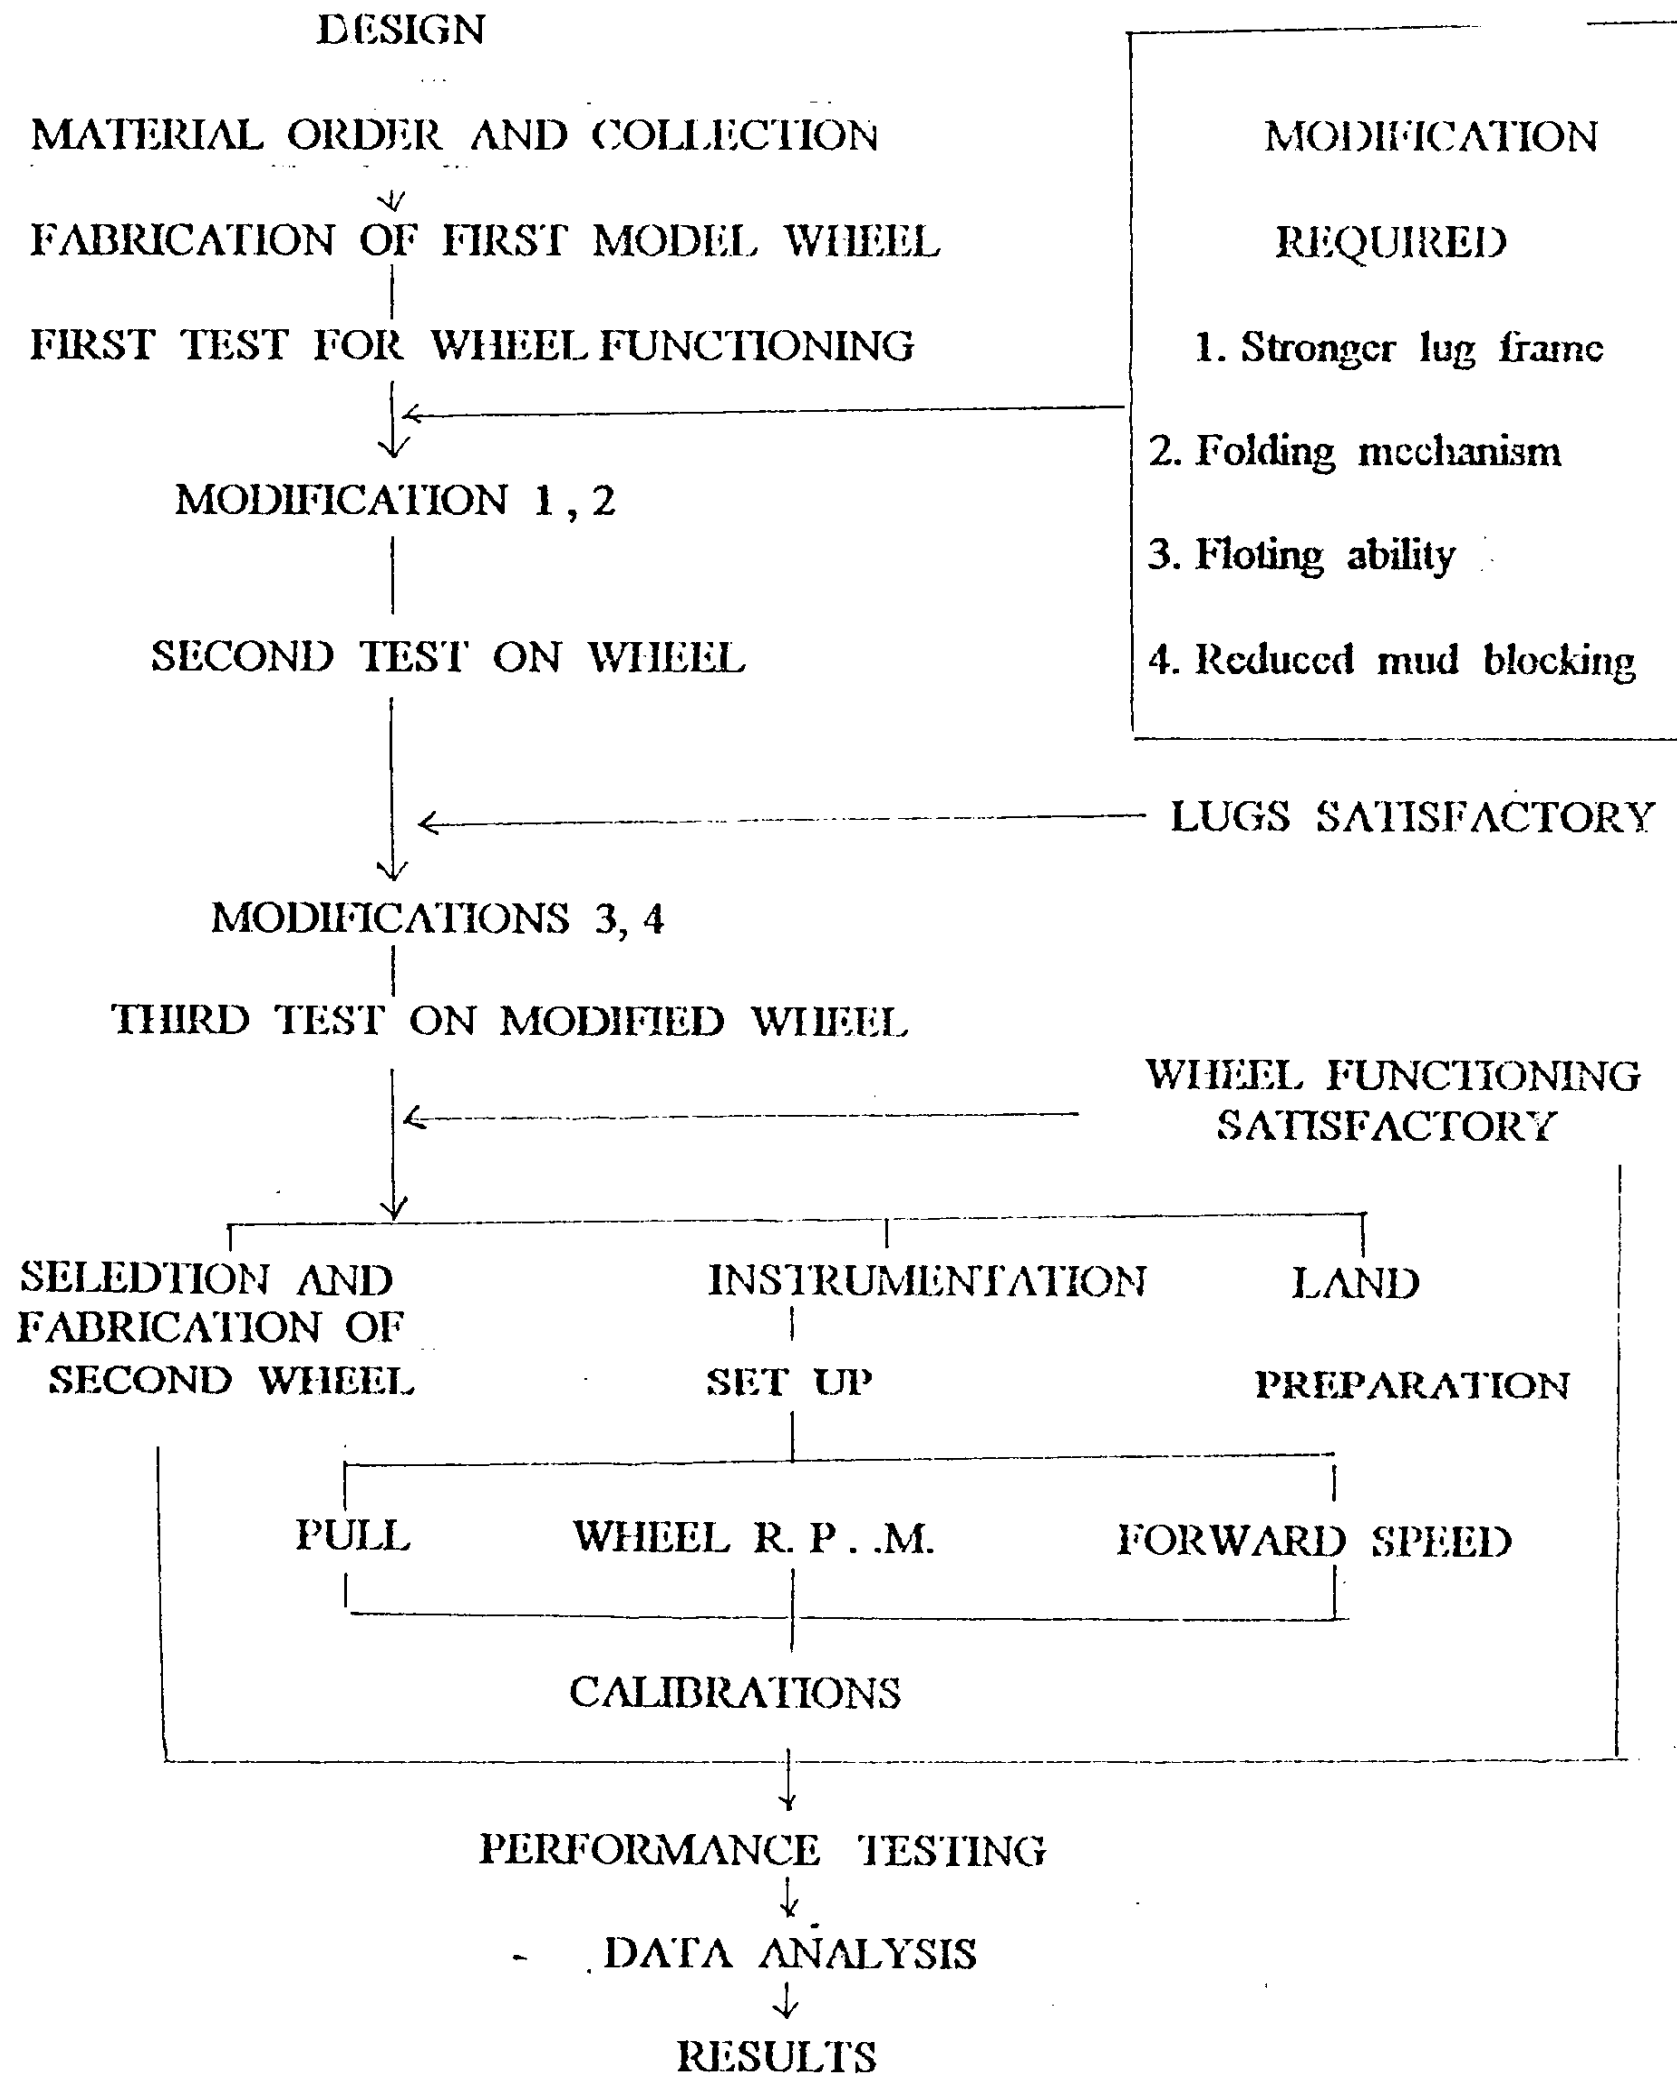 DESIGN
MATERIAL ORDER AND COLLECTION
FABRICATION OF FIRST MODEL WHEEL
FIRST TEST FOR WHEEL FUNCTIONING
MODIFICATION
REQUIRED
1. Stronger lug frame
2. Folding mechanism
3. Floting ability
4. Reduced mud blocking
MODIFICATION 1 , 2
SECOND TEST ON WHEEL
LUGS SATISFACTORY
MODIFICATIONS 3, 4
THIRD TEST ON MODIFIED WHEEL
WHEEL FUNCTIONING
SATISFACTORY
SELEDTION AND
FABRICATION OF
SECOND WHEEL
INSTRUMENTATION
SET UP
LAND
PREPARATION
PULL
WHEEL R. P . .M.
FORWARD SPEED
CALIBRATIONS
PERFORMANCE TESTING
DATA ANALYSIS
RESULTS